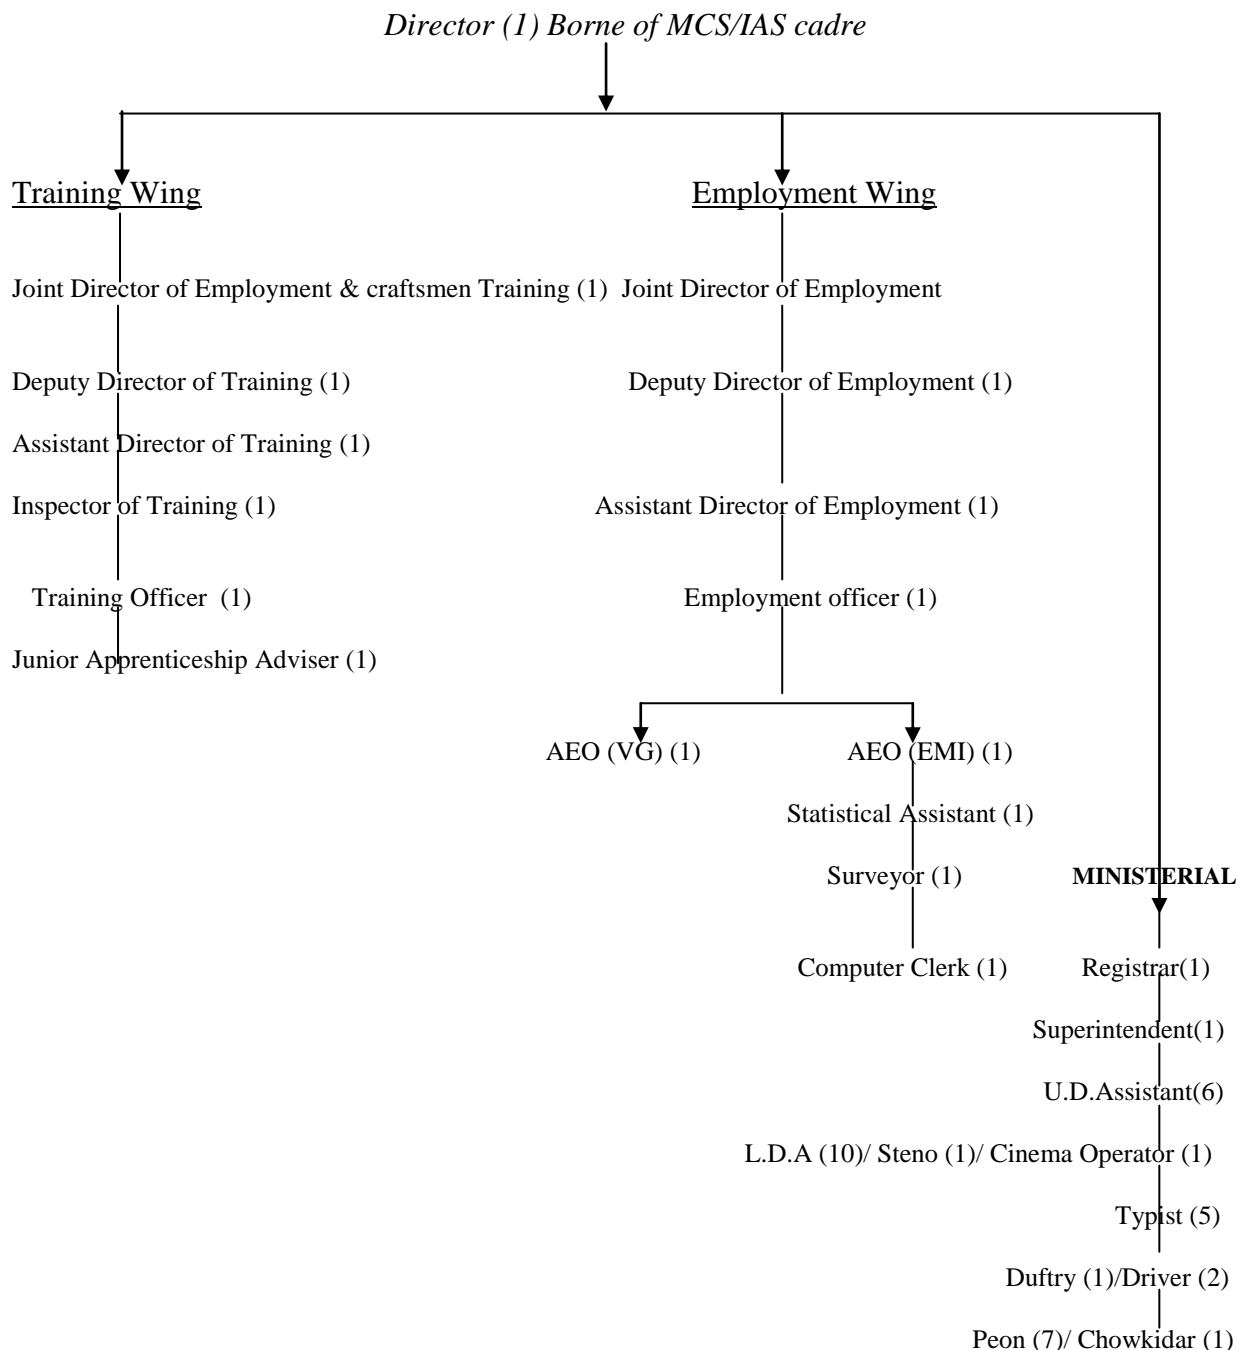 Director (1) Borne of MCS/IAS cadre
Training Wing
Employment Wing
Joint Director of Employment & craftsmen Training (1)
Joint Director of Employment
Deputy Director of Training (1)
Deputy Director of Employment (1)
Assistant Director of Training (1)
Inspector of Training (1)
Assistant Director of Employment (1)
Training Officer (1)
Employment officer (1)
Junior Apprenticeship Adviser (1)
AEO (VG) (1)
AEO (EMI) (1)
Statistical Assistant (1)
Surveyor (1)
MINISTERIAL
Computer Clerk (1)
Registrar(1)
Superintendent(1)
U.D.Assistant(6)
L.D.A (10)/ Steno (1)/ Cinema Operator (1)
Typist (5)
Duftry (1)/Driver (2)
Peon (7)/ Chowkidar (1)